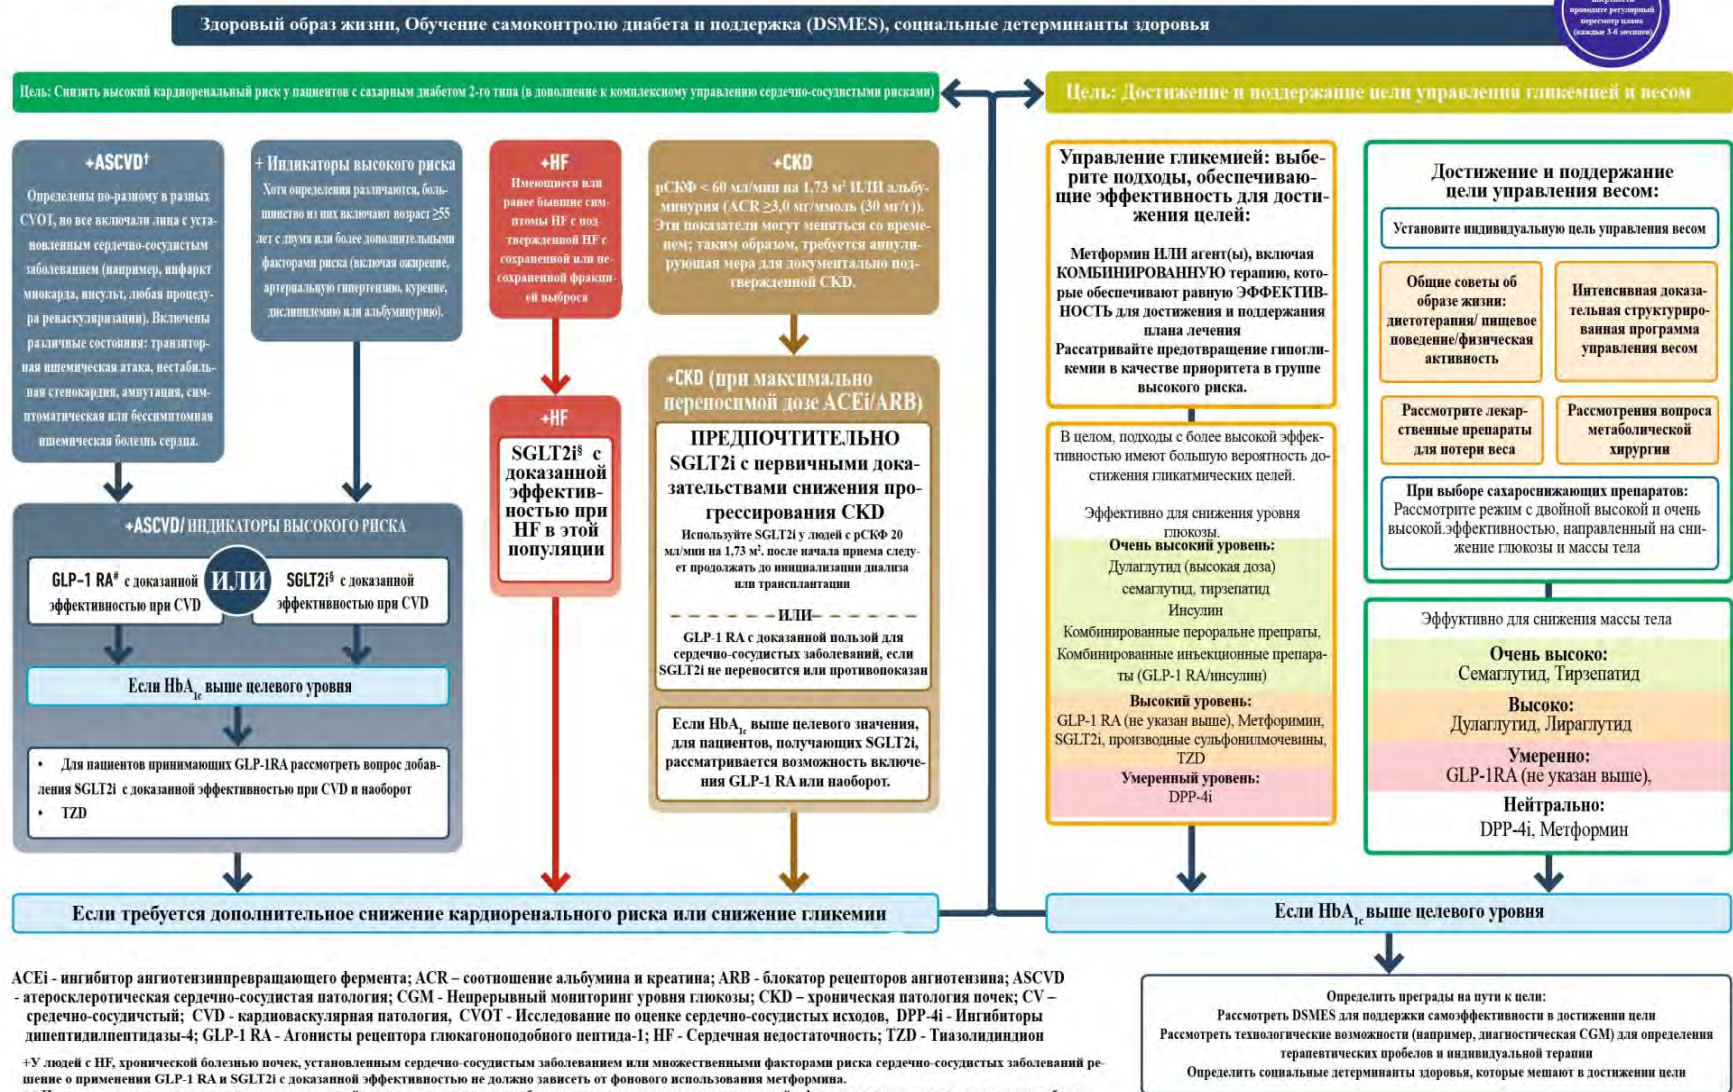 Здоровый образ жизни, Обучение самоконтролю диабета и поддержка (DSMES), социальные детерминанты здоровья
проводите регулярный
пересмотр плана
(каждые 3-6 месяцев)
Цель: Снизить высокий кардиоренальный риск у пациентов с сахарным диабетом 2-го типа (в дополнение к комплексному управлению сердечно-сосудистыми рисками)
Цель: Достижение и поддержание цели управления гликемией и весом
+ASCVD†
Определены по-разному в разных
CVOT, но все включали лица с уста-
новленным сердечно-сосудистым
заболеванием (например, инфаркт
миокарда, инсульт, любая процеду-
ра реваскуляризации). Включены
различные состояния: транзитор-
ная ишемическая атака, нестабиль-
ная стенокардия, ампутация, сим-
птоматическая или бессимптомная
ишемическая болезнь сердца.
+ Индикаторы высокого риска
Хотя определения различаются, боль-
шинство из них включают возраст ≥55
лет с двумя или более дополнительными
факторами риска (включая ожирение,
артериальную гипертензию, курение,
дислипидемию или альбуминурию).
+HF
Имеющиеся или
ранее бывшие сим-
птомы HF с под-
твержденной HF с
сохраненной или не-
сохраненной фракци-
ей выброса
+CKD
рСКФ < 60 мл/мин на 1,73 м² ИЛИ альбу-
минурия (ACR ≥3,0 мг/ммоль (30 мг/г)).
Эти показатели могут меняться со време-
нем; таким образом, требуется аннули-
рующая мера для документально под-
твержденной CKD.
+ASCVD/ ИНДИКАТОРЫ ВЫСОКОГО РИСКА
GLP-1 RA# с доказанной
эффективностью при CVD
ИЛИ
SGLT2i§ с доказанной
эффективностью при CVD
Если HbA1c выше целевого уровня
• Для пациентов принимающих GLP-1RA рассмотреть вопрос добав-
ления SGLT2i с доказанной эффективностью при CVD и наоборот
• TZD
+HF
SGLT2i§ с
доказанной
эффектив-
ностью при
HF в этой
популяции
+CKD (при максимально
переносимой дозе ACEi/ARB)
ПРЕДПОЧТИТЕЛЬНО
SGLT2i с первичными дока-
зательствами снижения про-
грессирования CKD
Используйте SGLT2i у людей с рСКФ 20
мл/мин на 1,73 м². после начала приема следу-
ет продолжать до инициализации диализа
или трансплантации
ИЛИ
GLP-1 RA с доказанной пользой для
сердечно-сосудистых заболеваний, если
SGLT2i не переносится или противопоказан
Если HbA1c выше целевого значения,
для пациентов, получающих SGLT2i,
рассматривается возможность включе-
ния GLP-1 RA или наоборот.
Если требуется дополнительное снижение кардиоренального риска или снижение гликемии
Управление гликемией: выбе-
рите подходы, обеспечиваю-
щие эффективность для дости-
жения целей:
Метформин ИЛИ агент(ы), включая
КОМБИНИРОВАННУЮ терапию, кото-
рые обеспечивают равную ЭФФЕКТИВ-
НОСТЬ для достижения и поддержания
плана лечения
Рассатривайте предотвращение гипогли-
кемии в качестве приоритета в группе
высокого риска.
В целом, подходы с более высокой эффек-
тивностью имеют большую вероятность до-
стижения гликатмических целей.
Эффективно для снижения уровня
глюкозы.
Очень высокий уровень:
Дулаглутид (высокая доза)
семаглутид, тирзепатид
Инсулин
Комбинированные перораль­не препраты,
Комбинированные инъекционные препара-
ты (GLP-1 RA/инсулин)
Высокий уровень:
GLP-1 RA (не указан выше), Метфоримин,
SGLT2i, производные сульфонилмочевины,
TZD
Умеренный уровень:
DPP-4i
Достижение и поддержание
цели управления весом:
Установите индивидуальную цель управления весом
Общие советы об
образе жизни:
диетотерапия/ пищевое
поведение/физическая
активность
Интенсивная доказа-
тельная структуриро-
ванная программа
управления весом
Рассмотрите лекар-
ственные препараты
для потери веса
Рассмотрения вопроса
метаболической
хирургии
При выборе сахароснижающих препаратов:
Рассмотрите режим с двойной высокой и очень
высокой.эффективностью, направленный на сни-
жение глюкозы и массы тела
Эффуктивно для снижения массы тела
Очень высоко:
Семаглутид, Тирзепатид
Высоко:
Дулаглутид, Лираглутид
Умеренно:
GLP-1RA (не указан выше),
Нейтрально:
DPP-4i, Метформин
Если HbA1c выше целевого уровня
Определить преграды на пути к цели:
Рассмотреть DSMES для поддержки самоэффективности в достижении цели
Рассмотреть технологические возможности (например, диагностическая CGM) для определения
терапевтических пробелов и индивидуальной терапии
Определить социальные детерминанты здоровья, которые мешают в достижении цели
ACEi - ингибитор ангиотензинпревращающего фермента; ACR – соотношение альбумина и креатина; ARB - блокатор рецепторов ангиотензина; ASCVD
- атеросклеротическая сердечно-сосудистая патология; CGM - Непрерывный мониторинг уровня глюкозы; CKD – хроническая патология почек; CV –
средечно-сосудичстый; CVD - кардиоваскулярная патология, CVOT - Исследование по оценке сердечно-сосудистых исходов, DPP-4i - Ингибиторы
дипептидилпептидазы-4; GLP-1 RA - Агонисты рецептора глюкагоноподобного пептида-1; HF - Сердечная недостаточность; TZD - Тиазолидиндион
+У людей с HF, хронической болезнью почек, установленным сердечно-сосудистым заболеванием или множественными факторами риска сердечно-сосудистых заболеваний ре-
шение о применении GLP-1 RA и SGLT2i с доказанной эффективностью не должно зависеть от фонового использования метформина.